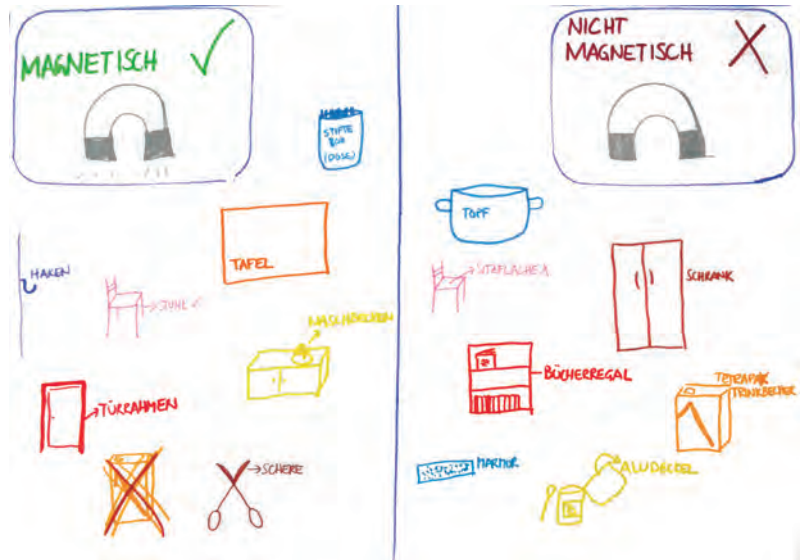 MAGNETISCH
STIFTE
BOX
(DOSE)
TAFEL
HAKEN
STUHL
WASCHBECKEN
TÜRRAHMEN
SCHERE
NICHT
MAGNETISCH
TOPF
SITZFLÄCHE
SCHRANK
BÜCHERREGAL
TETRAPAK
TRINKBECHER
MARMOR
ALUDECKEL